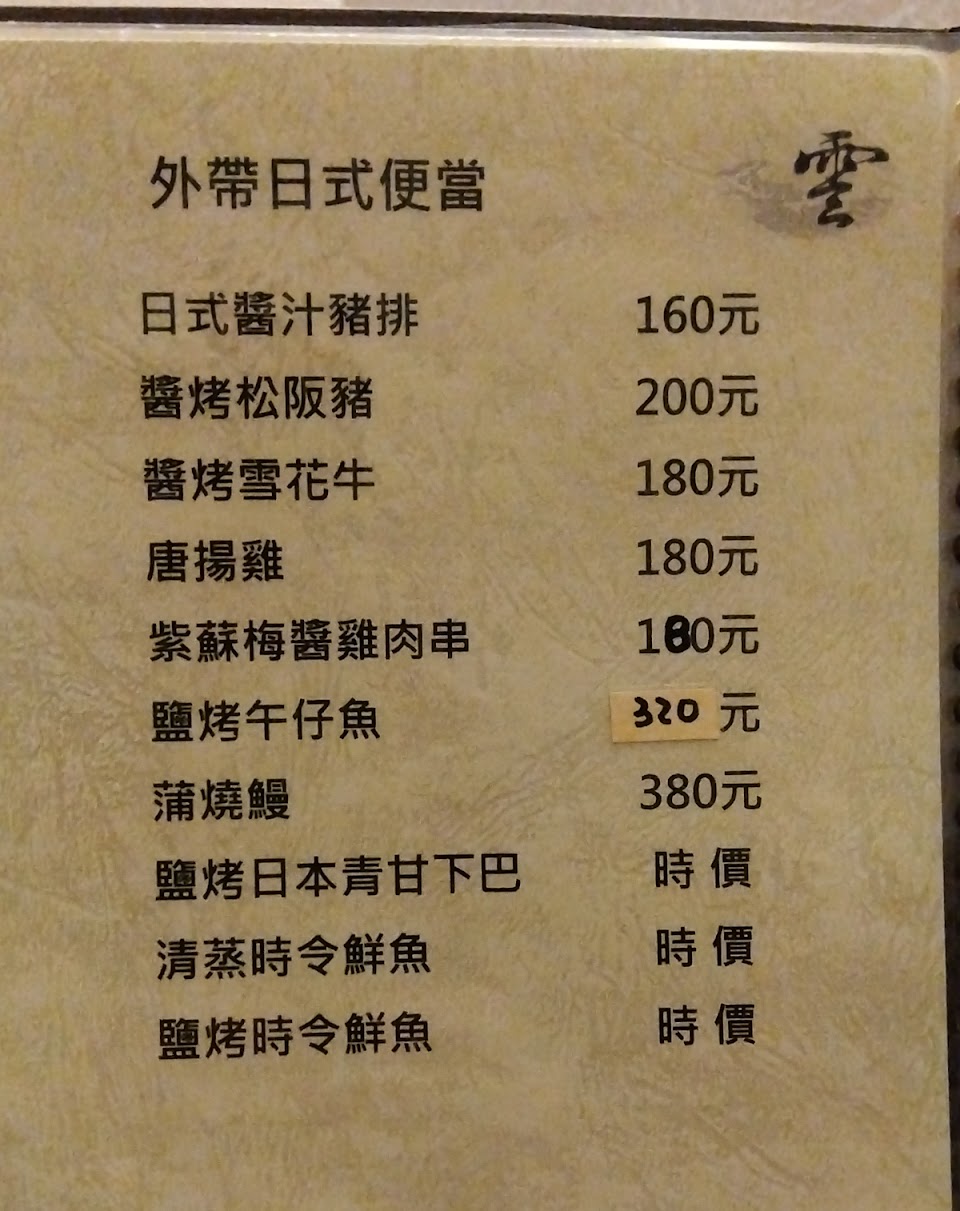 雲
外帶日式便當
日式醬汁豬排 160元
醬烤松阪豬 200元
醬烤雪花牛 180元
唐揚雞 180元
紫蘇梅醬雞肉串 180元
鹽烤午仔魚 320元
蒲燒鰻 380元
鹽烤日本青甘下巴 時價
清蒸時令鮮魚 時價
鹽烤時令鮮魚 時價